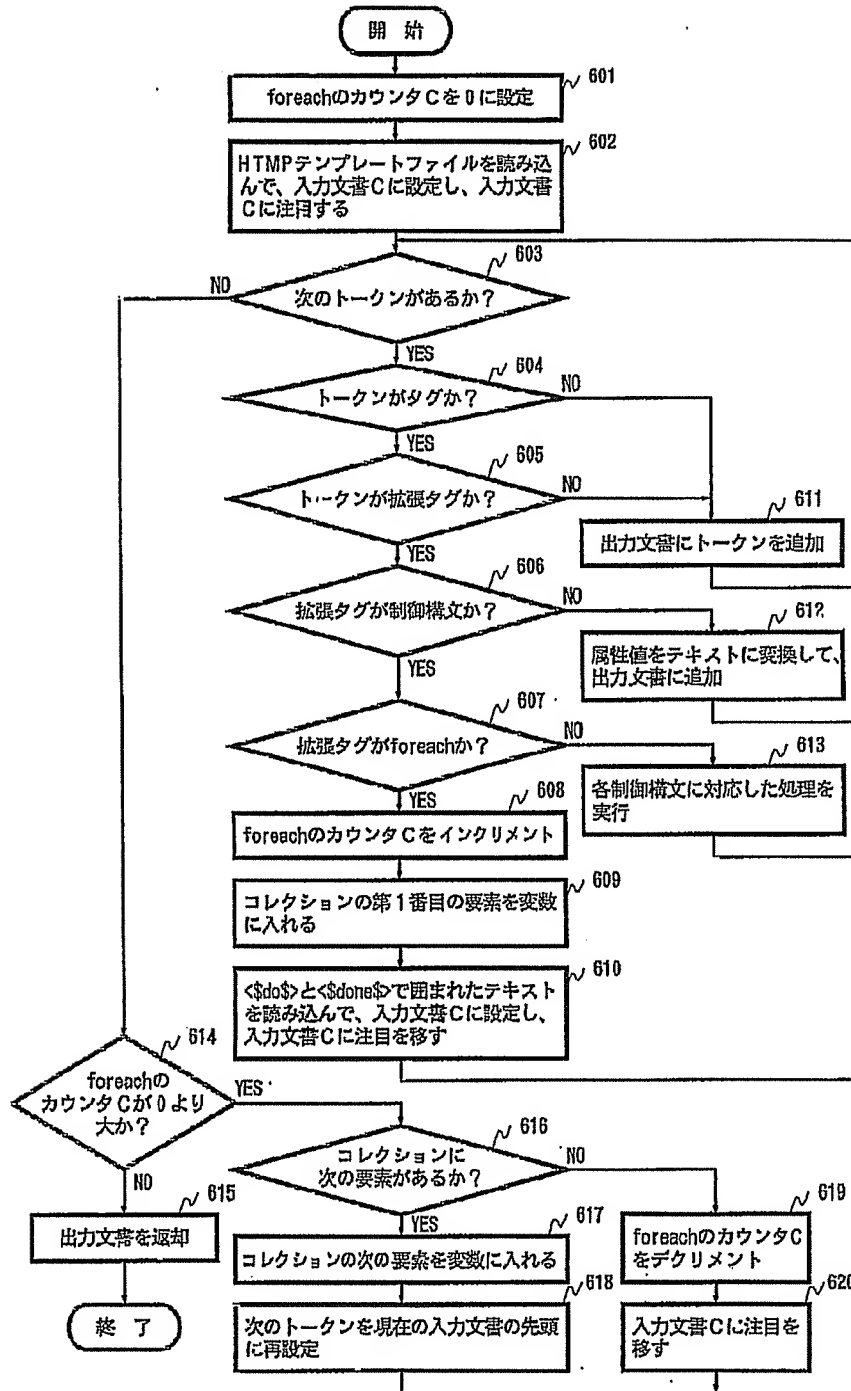 開 始
601
foreachのカウンタCを0に設定
602
HTMPテンプレートファイルを読み込
んで、入力文書Cに設定し、入力文書
Cに注目する
603
次のトークンがあるか?
NO
YES
604
トークンがタグか?
NO
YES
605
トークンが拡張タグか?
NO
YES
611
出力文書にトークンを追加
606
拡張タグが制御構文か?
NO
YES
612
属性値をテキストに変換して、
出力文書に追加
607
拡張タグがforeachか?
NO
YES
613
各制御構文に対応した処理を
実行
608
foreachのカウンタCをインクリメント
609
コレクションの第1番目の要素を変数
に入れる
610
<$do$>と<$done$>で囲まれたテキスト
を読み込んで、入力文書Cに設定し、
入力文書Cに注目を移す
614
foreachの
カウンタCが0より
大か?
YES
NO
615
出力文書を返却
終 了
616
コレクションに
次の要素があるか?
NO
YES
617
コレクションの次の要素を変数に入れる
618
次のトークンを現在の入力文書の先頭
に再設定
619
foreachのカウンタC
をデクリメント
620
入力文書Cに注目を
移す